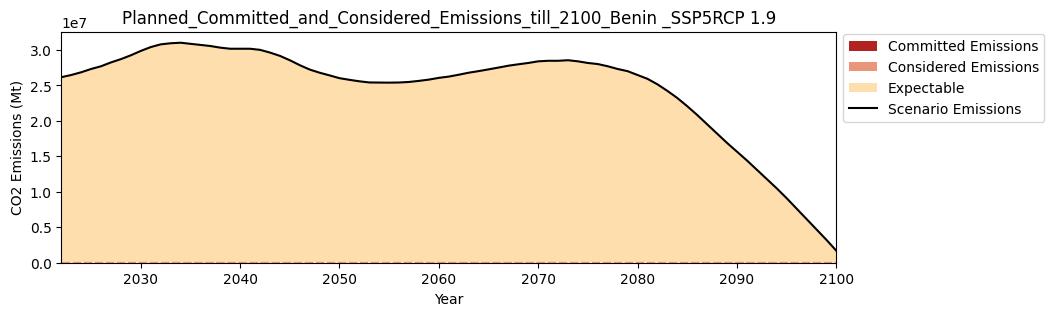 Planned_Committed_and_Considered_Emissions_till_2100_Benin _SSP5RCP 1.9
1e7
3.0
2.5
2.0
1.5
1.0
0.5
0.0
CO2 Emissions (Mt)
2030 2040 2050 2060 2070 2080 2090 2100
Year
Committed Emissions
Considered Emissions
Expectable
Scenario Emissions